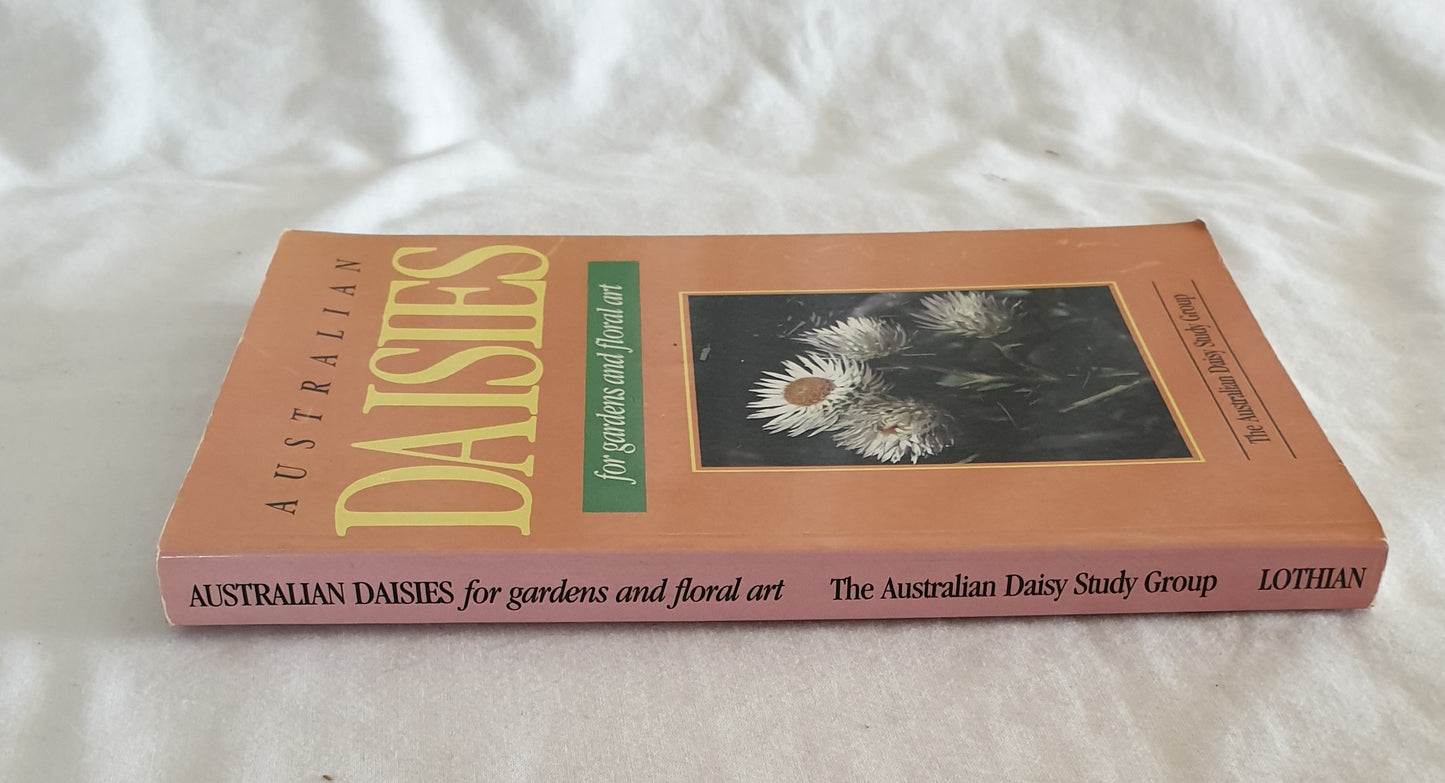 AUSTRALIAN
DAISIES
for gardens and floral art
The Australian Daisy Study Group
AUSTRALIAN DAISIES for gardens and floral art The Australian Daisy Study Group LOTHIAN